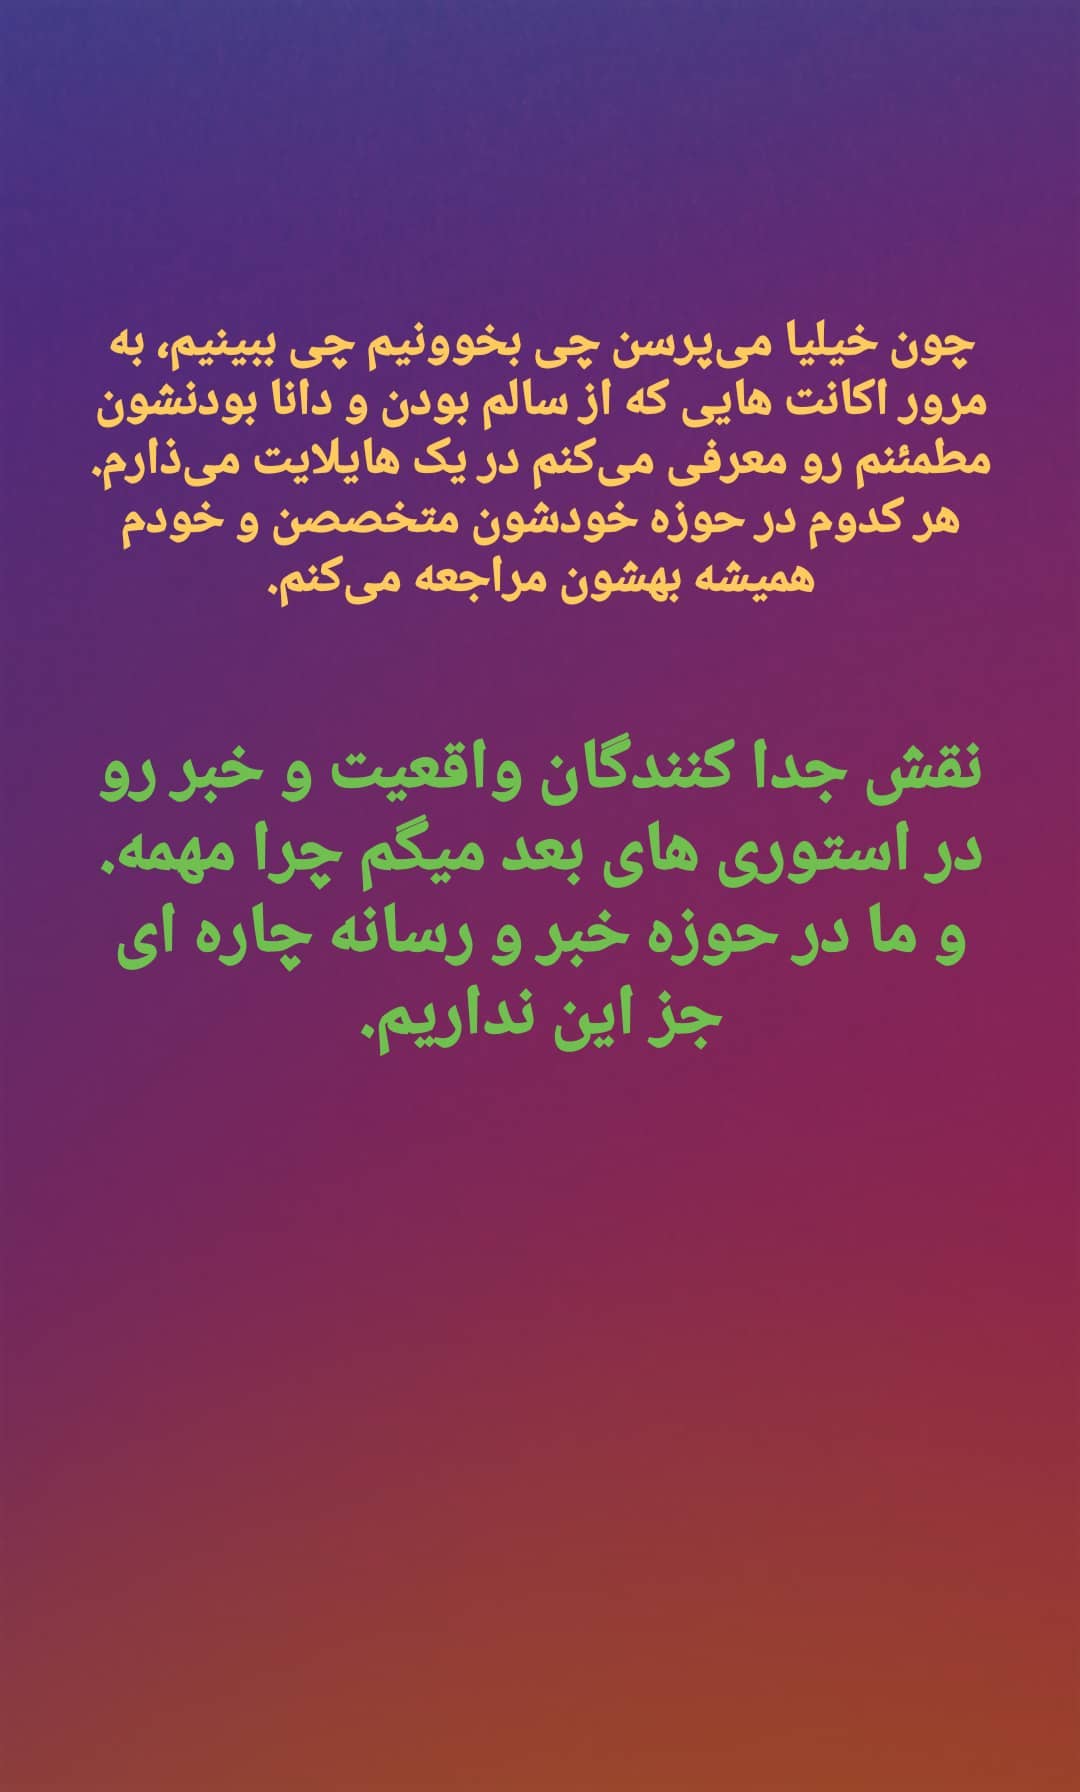 چون خیلیا می‌پرسن چی بخوونیم چی ببینیم، به
مرور اکانت هایی که از سالم بودن و دانا بودنشون
مطمئنم رو معرفی می‌کنم در یک هایلایت می‌ذارم.
هر کدوم در حوزه خودشون متخصصن و خودم
همیشه بهشون مراجعه می‌کنم.
نقش جدا کنندگان واقعیت و خبر رو
در استوری های بعد میگم چرا مهمه.
و ما در حوزه خبر و رسانه چاره ای
جز این نداریم.